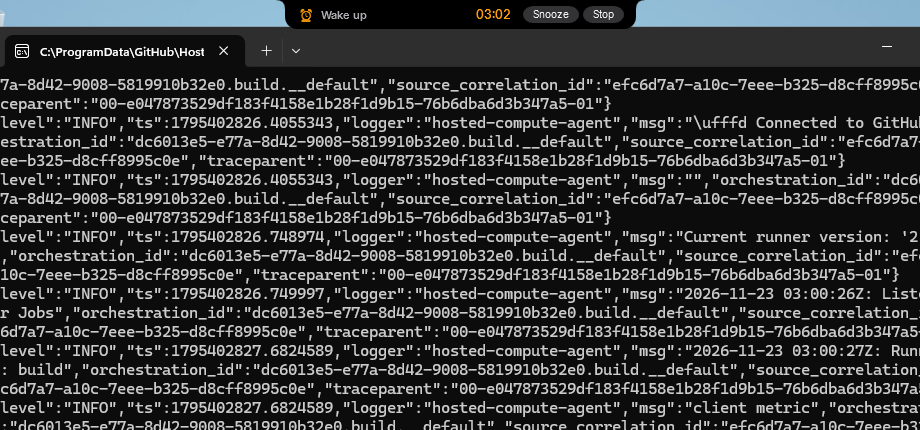 Wake up 03:02 Snooze Stop
C:\ProgramData\GitHub\Host
7a-8d42-9008-5819910b32e0.build.__default","source_correlation_id":"efc6d7a7-a10c-7eee-b325-d8cff8995c0
ceparent":"00-e047873529df183f4158e1b28f1d9b15-76b6dba6d3b347a5-01"}
level":"INFO","ts":1795402826.4055343,"logger":"hosted-compute-agent","msg":"\ufffd Connected to GitHu
estration_id":"dc6013e5-e77a-8d42-9008-5819910b32e0.build.__default","source_correlation_id":"efc6d7a7-
ee-b325-d8cff8995c0e","traceparent":"00-e047873529df183f4158e1b28f1d9b15-76b6dba6d3b347a5-01"}
level":"INFO","ts":1795402826.4055343,"logger":"hosted-compute-agent","msg":"","orchestration_id":"dc60
7a-8d42-9008-5819910b32e0.build.__default","source_correlation_id":"efc6d7a7-a10c-7eee-b325-d8cff8995c0
ceparent":"00-e047873529df183f4158e1b28f1d9b15-76b6dba6d3b347a5-01"}
level":"INFO","ts":1795402826.748974,"logger":"hosted-compute-agent","msg":"Current runner version: '2
,"orchestration_id":"dc6013e5-e77a-8d42-9008-5819910b32e0.build.__default","source_correlation_id":"ef
10c-7eee-b325-d8cff8995c0e","traceparent":"00-e047873529df183f4158e1b28f1d9b15-76b6dba6d3b347a5-01"}
level":"INFO","ts":1795402826.749997,"logger":"hosted-compute-agent","msg":"2026-11-23 03:00:26Z: Liste
r Jobs","orchestration_id":"dc6013e5-e77a-8d42-9008-5819910b32e0.build.__default","source_correlation_
6d7a7-a10c-7eee-b325-d8cff8995c0e","traceparent":"00-e047873529df183f4158e1b28f1d9b15-76b6dba6d3b347a5-
level":"INFO","ts":1795402827.6824589,"logger":"hosted-compute-agent","msg":"2026-11-23 03:00:27Z: Run
: build","orchestration_id":"dc6013e5-e77a-8d42-9008-5819910b32e0.build.__default","source_correlation
c6d7a7-a10c-7eee-b325-d8cff8995c0e","traceparent":"00-e047873529df183f4158e1b28f1d9b15-76b6dba6d3b347a5
level":"INFO","ts":1795402827.6824589,"logger":"hosted-compute-agent","msg":"client metric","orchestra
:"dc6013e5-e77a-8d42-9008-5819910b32e0.build.__default","source_correlation_id":"efc6d7a7-a10c-7eee-b